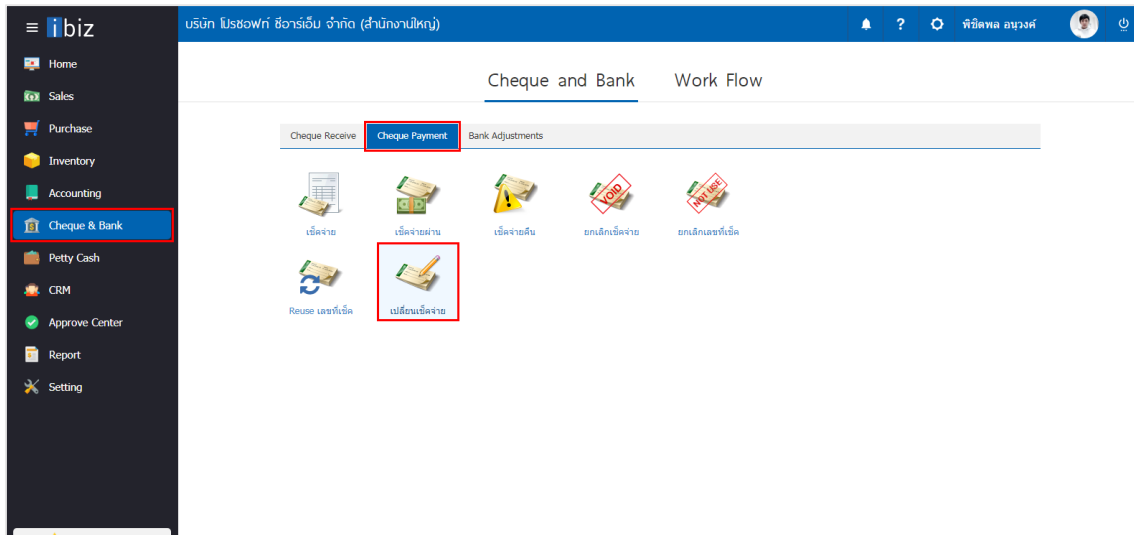 ≡ ibiz
บริษัท โปรซอฟท์ ซีอาร์เอ็ม จำกัด (สำนักงานใหญ่)
? พิชิตพล อนุวงค์
Home
Sales
Purchase
Inventory
Accounting
Cheque & Bank
Petty Cash
CRM
Approve Center
Report
Setting
Cheque and Bank Work Flow
Cheque Receive Cheque Payment Bank Adjustments
VOID NOT USE
เช็คจ่าย เช็คจ่ายผ่าน เช็คจ่ายคืน ยกเลิกเช็คจ่าย ยกเลิกเลขที่เช็ค
Reuse เลขที่เช็ค เปลี่ยนเช็คจ่าย